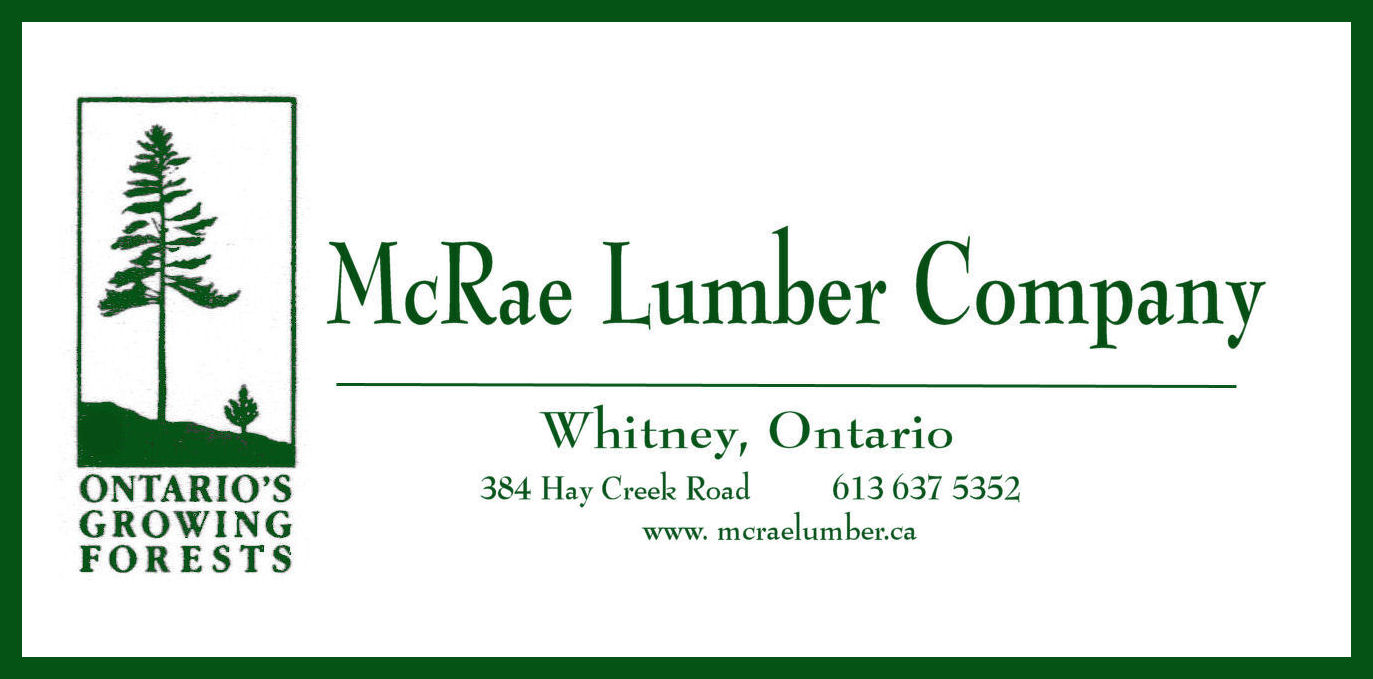 McRae Lumber Company
Whitney, Ontario
384 Hay Creek Road 613 637 5352
www. mcraelumber.ca
ONTARIO'S
GROWING
FORESTS